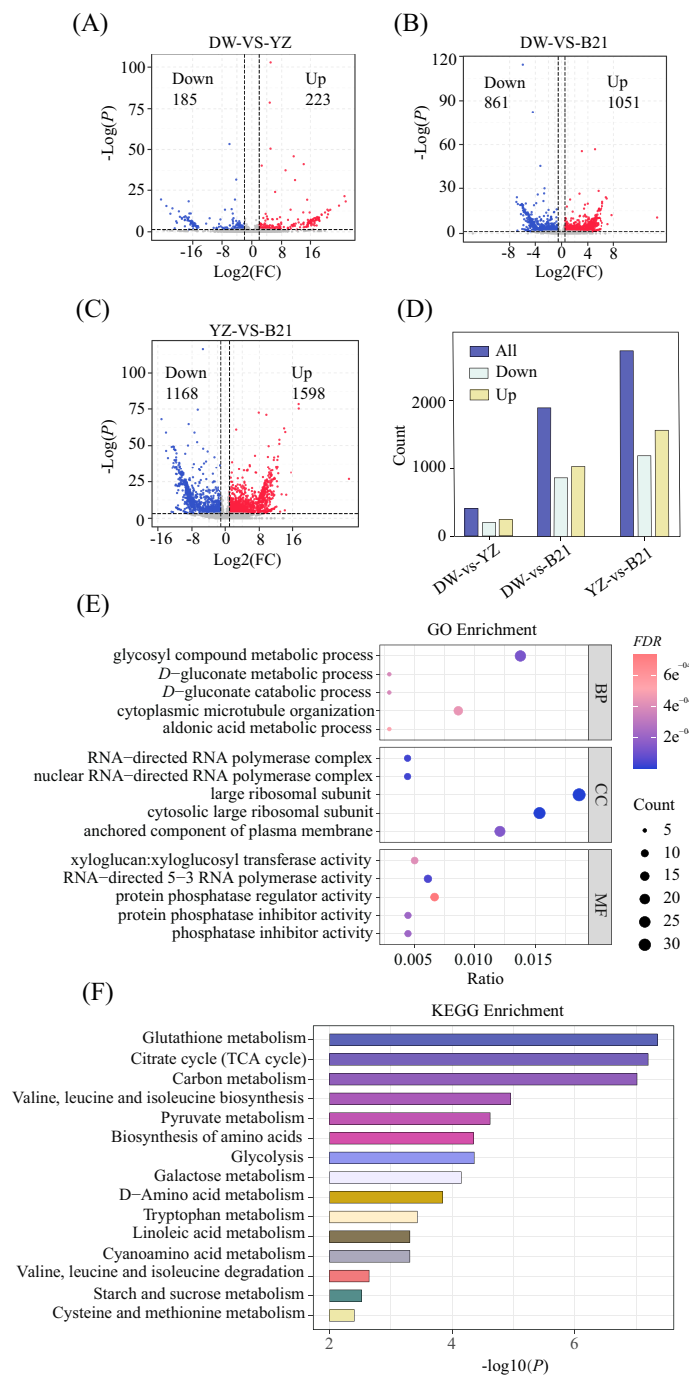 (A)
DW-VS-YZ
100
75
50
25
0
-Log(P)
Down
185
Up
223
-16
-8
0
8
16
Log2(FC)
(B)
DW-VS-B21
120
90
60
30
0
-Log(P)
Down
861
Up
1051
-8
-4
0
4
8
Log2(FC)
(C)
YZ-VS-B21
100
75
50
25
0
-Log(P)
Down
1168
Up
1598
-16
-8
0
8
16
Log2(FC)
(D)
All
Down
Up
2000
1000
0
Count
DW-vs-YZ
DW-vs-B21
YZ-vs-B21
(E)
GO Enrichment
glycosyl compound metabolic process
D−gluconate metabolic process
D−gluconate catabolic process
cytoplasmic microtubule organization
aldonic acid metabolic process
BP
RNA−directed RNA polymerase complex
nuclear RNA−directed RNA polymerase complex
large ribosomal subunit
cytosolic large ribosomal subunit
anchored component of plasma membrane
CC
xyloglucan:xyloglucosyl transferase activity
RNA−directed 5−3 RNA polymerase activity
protein phosphatase regulator activity
protein phosphatase inhibitor activity
phosphatase inhibitor activity
MF
0.005
0.010
0.015
Ratio
FDR
6e−04
4e−04
2e−04
Count
5
10
15
20
25
30
(F)
KEGG Enrichment
Glutathione metabolism
Citrate cycle (TCA cycle)
Carbon metabolism
Valine, leucine and isoleucine biosynthesis
Pyruvate metabolism
Biosynthesis of amino acids
Glycolysis
Galactose metabolism
D−Amino acid metabolism
Tryptophan metabolism
Linoleic acid metabolism
Cyanoamino acid metabolism
Valine, leucine and isoleucine degradation
Starch and sucrose metabolism
Cysteine and methionine metabolism
2
4
6
-log10(P)